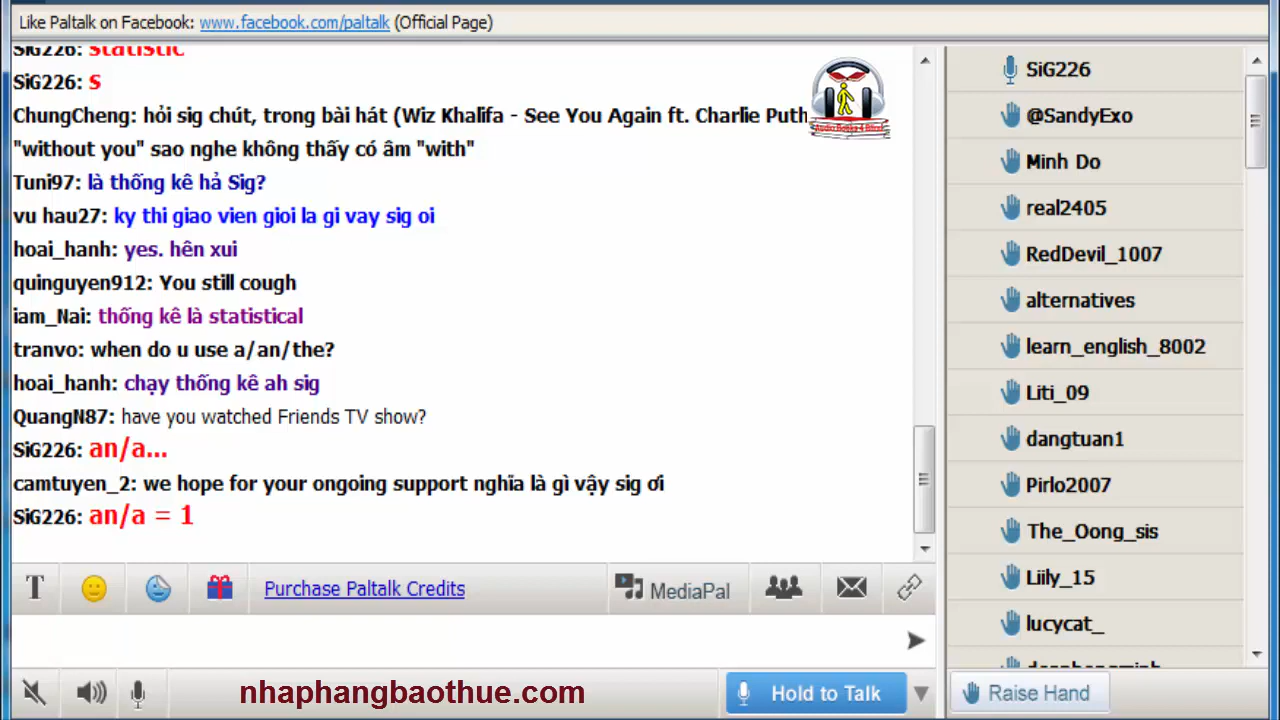 Like Paltalk on Facebook: www.facebook.com/paltalk (Official Page)
SiG226: statistic
SiG226: s
ChungCheng: hỏi sig chút, trong bài hát (Wiz Khalifa - See You Again ft. Charlie Puth
"without you" sao nghe không thấy có âm "with"
Tuni97: là thống kê hả Sig?
vu hau27: ky thi giao vien gioi la gi vay sig oi
hoai_hanh: yes. hên xui
quinguyen912: You still cough
iam_Nai: thống kê là statistical
tranvo: when do u use a/an/the?
hoai_hanh: chạy thống kê ah sig
QuangN87: have you watched Friends TV show?
SiG226: an/a...
camtuyen_2: we hope for your ongoing support nghĩa là gì vậy sig ơi
SiG226: an/a = 1
Audio Books 4 Blind
T
Purchase Paltalk Credits
MediaPal
nhaphangbaothue.com
Hold to Talk
SiG226
@SandyExo
Minh Do
real2405
RedDevil_1007
alternatives
learn_english_8002
Liti_09
dangtuan1
Pirlo2007
The_Oong_sis
Liily_15
lucycat_
Raise Hand